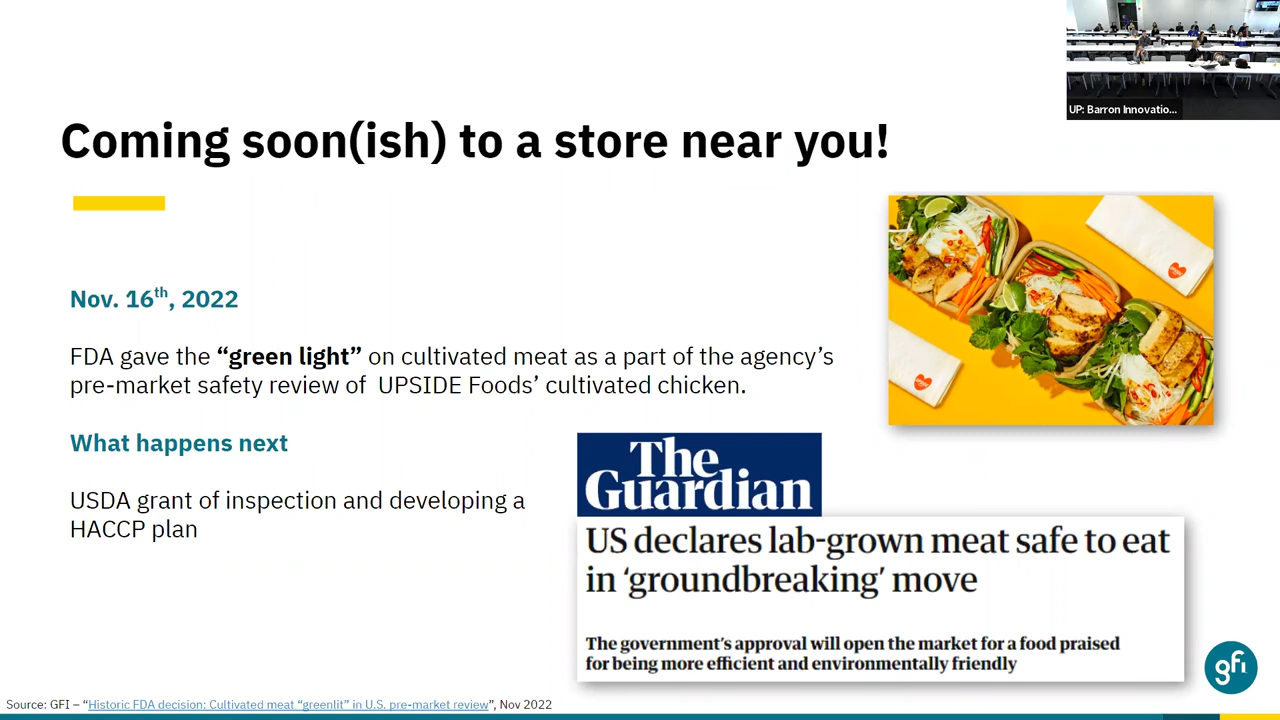 UP: Barron Innovatio...
Coming soon(ish) to a store near you!
Nov. 16th, 2022
FDA gave the “green light” on cultivated meat as a part of the agency’s
pre-market safety review of UPSIDE Foods’ cultivated chicken.
What happens next
USDA grant of inspection and developing a
HACCP plan
The
Guardian
US declares lab-grown meat safe to eat
in ‘groundbreaking’ move
The government’s approval will open the market for a food praised
for being more efficient and environmentally friendly
gfi
Source: GFI – “Historic FDA decision: Cultivated meat “greenlit” in U.S. pre-market review”, Nov 2022